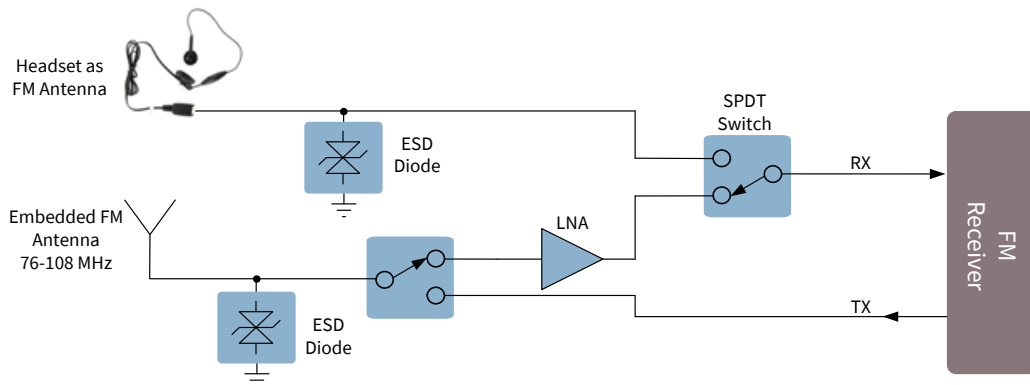 Headset as
FM Antenna
ESD
Diode
SPDT
Switch
RX
FM
Receiver
Embedded FM
Antenna
76-108 MHz
LNA
TX
ESD
Diode